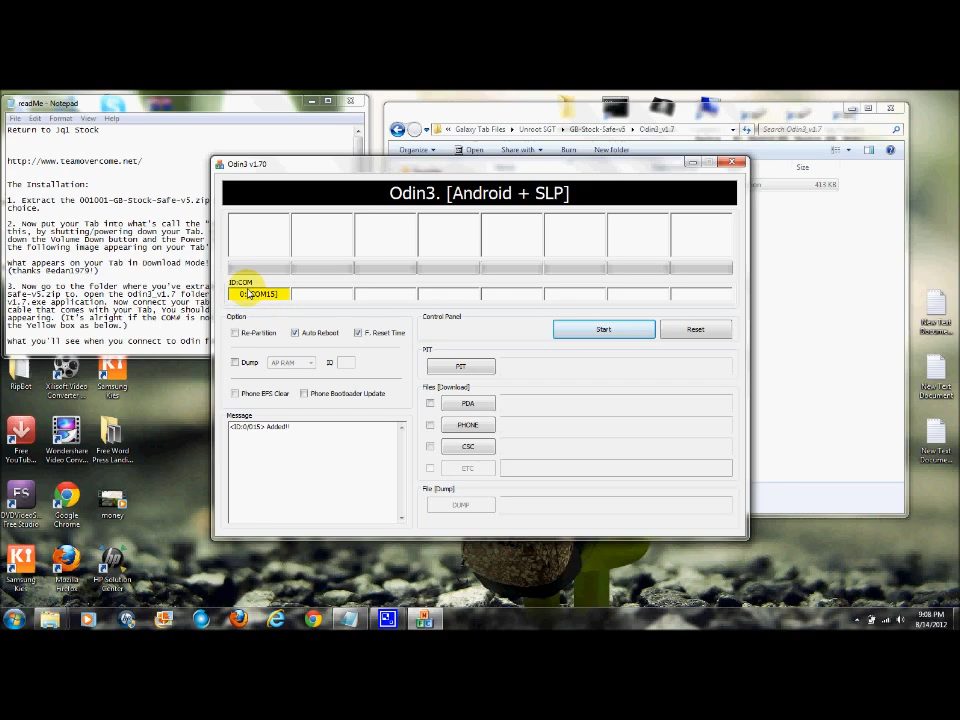 readMe - Notepad
File Edit Format View Help
Return to Jq1 Stock
http://www.teamovercome.net/
The Installation:
1. Extract the 001001-GB-Stock-Safe-v5.zip
choice.
2. Now put your Tab into what's call the "
this, by shutting/powering down your Tab.
down the Volume Down button and the Power
the following image appearing on your Tab'
what appears on your Tab in Download Mode!
(thanks @edan1979!)
3. Now go to the folder where you've extra
safe-v5.zip to. Open the Odin3_v1.7 folder
v1.7.exe application. Now connect your Tab
cable that comes with your Tab, You should
(It's alright if the COM# is no
the Yellow box as below.)
what you'll see when you connect to Odin f
« Galaxy Tab Files ▸ Unroot SGT ▸ GB-Stock-Safe-v5 ▸ Odin3_v1.7
Search Odin3_v1.7
Organize Open Share with Burn New folder
Size
413 KB
Odin3 v1.70
Odin3. [Android + SLP]
ID:COM
0:[COM15]
Option
Re-Partition Auto Reboot F. Reset Time
Dump AP RAM IO
Phone EFS Clear Phone Bootloader Update
Message
<ID:0/015> Added!!
Control Panel
Start Reset
PIT
PIT
Files [Download]
PDA
PHONE
CSC
ETC
File [Dump]
DUMP
RipBot
Xilisoft Video Converter ...
Samsung Kies
Free YouTub...
Wondershare Video Conv...
Free Word Press Landi...
DVDVideoS... Free Studio
Google Chrome
money
Samsung Kies
Mozilla Firefox
HP Solution Center
New Text Docume...
New Text Document
New Text Docume...
9:08 PM
8/14/2012